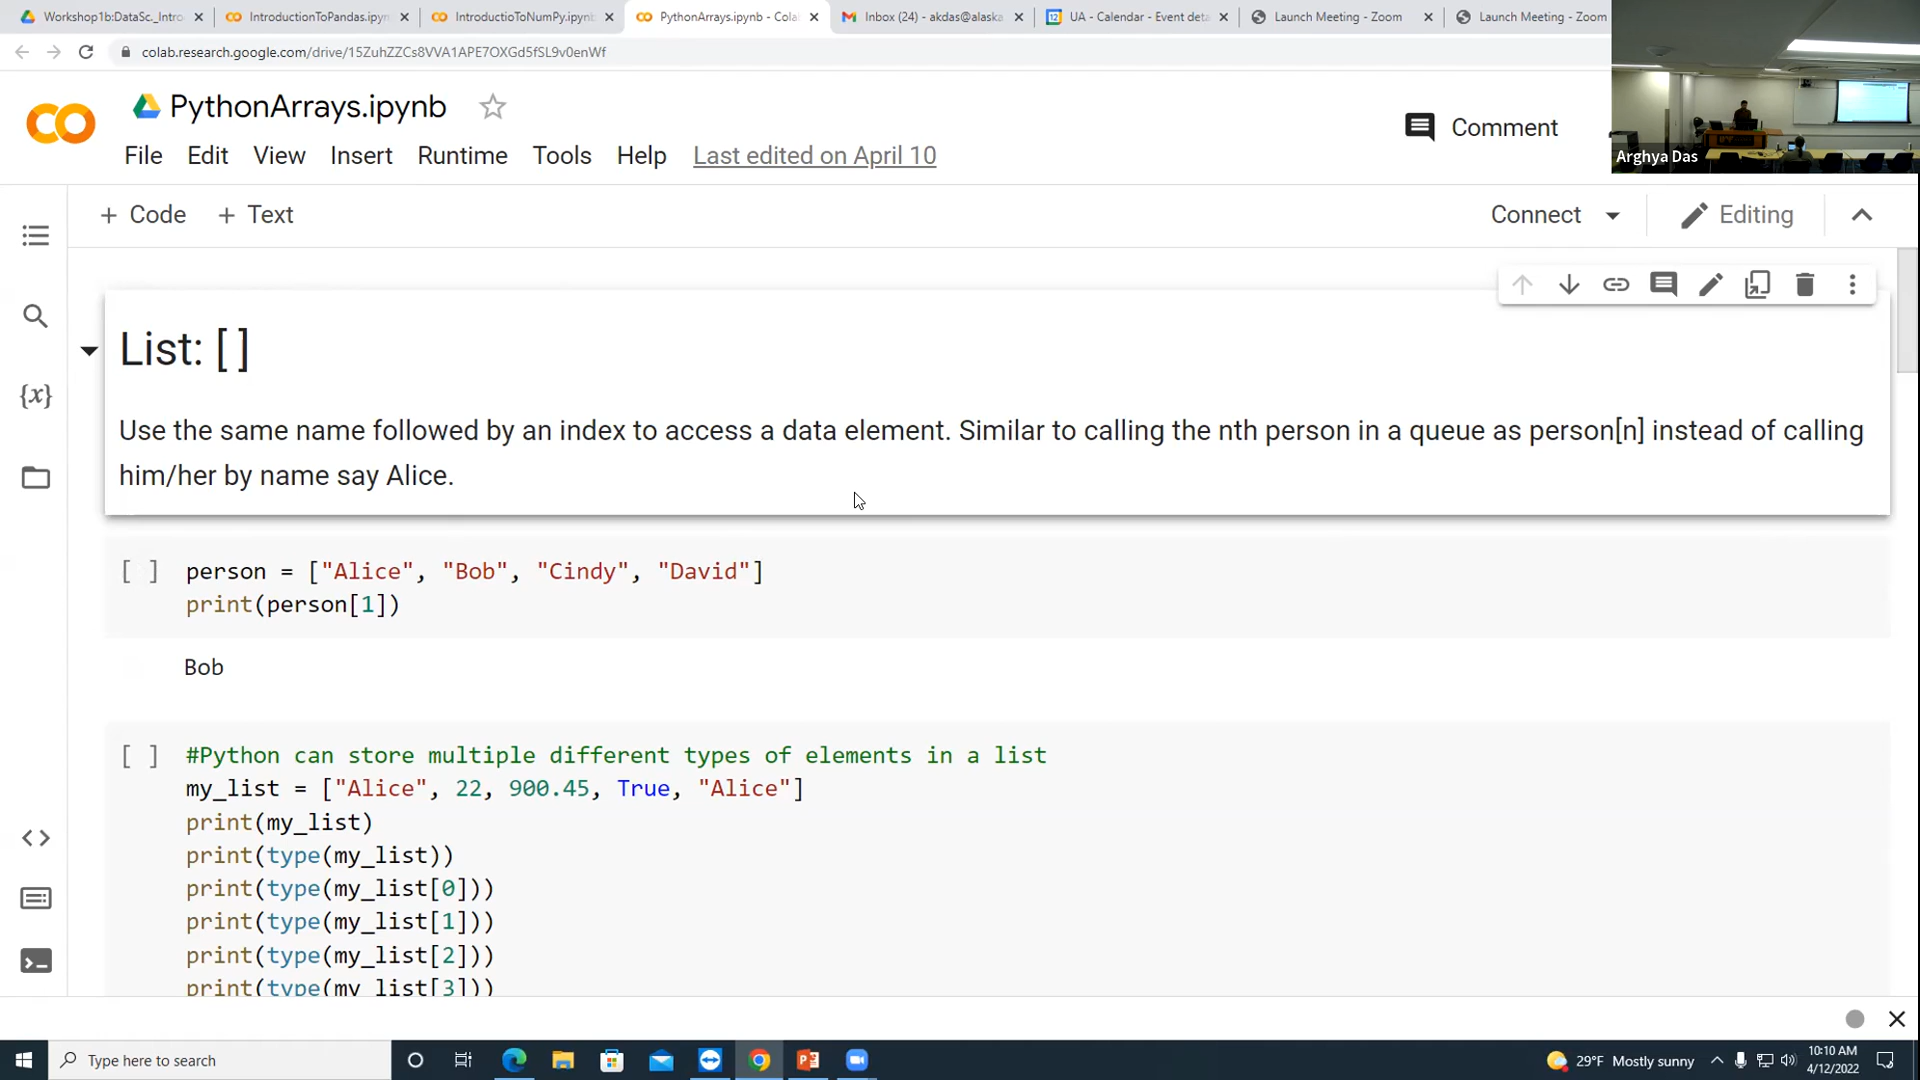 Workshop1b:DataSc._Intro
IntroductionToPandas.ipyn
IntroductioToNumPy.ipynb
PythonArrays.ipynb - Cola
Inbox (24) - akdas@alaska
UA - Calendar - Event deta
Launch Meeting - Zoom
Launch Meeting - Zoom
colab.research.google.com/drive/15ZuhZZCs8VVA1APE7OXGd5fSL9v0enWf
PythonArrays.ipynb
Comment
Arghya Das
File Edit View Insert Runtime Tools Help Last edited on April 10
+ Code + Text
Connect
Editing
List: [ ]
Use the same name followed by an index to access a data element. Similar to calling the nth person in a queue as person[n] instead of calling
him/her by name say Alice.
[ ] person = ["Alice", "Bob", "Cindy", "David"]
print(person[1])
Bob
[ ] #Python can store multiple different types of elements in a list
my_list = ["Alice", 22, 900.45, True, "Alice"]
print(my_list)
print(type(my_list))
print(type(my_list[0]))
print(type(my_list[1]))
print(type(my_list[2]))
print(type(my_list[3]))
Type here to search
29°F Mostly sunny
10:10 AM
4/12/2022